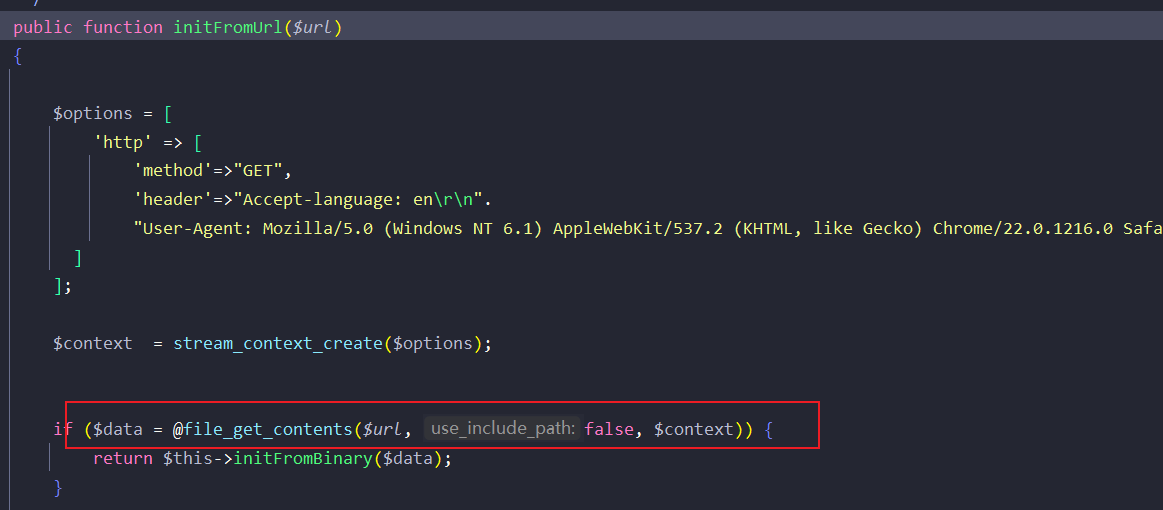 public function initFromUrl($url)
{
$options = [
'http' => [
'method'=>"GET",
'header'=>"Accept-language: en\r\n".
"User-Agent: Mozilla/5.0 (Windows NT 6.1) AppleWebKit/537.2 (KHTML, like Gecko) Chrome/22.0.1216.0 Safa
]
];
$context  = stream_context_create($options);
if ($data = @file_get_contents($url, use_include_path: false, $context)) {
return $this->initFromBinary($data);
}